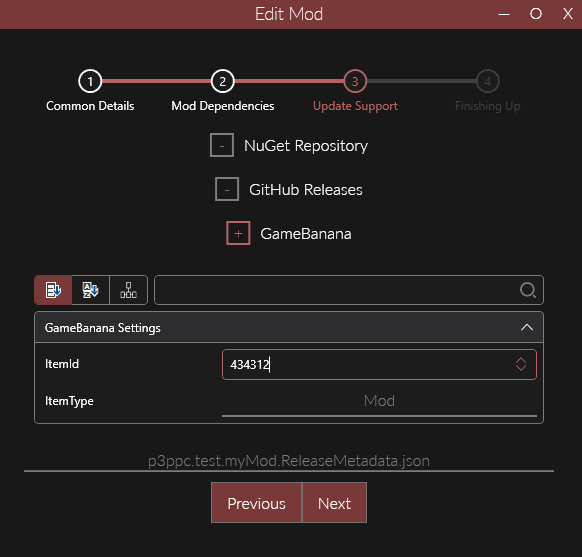 Edit Mod
1 2 3 4
Common Details Mod Dependencies Update Support Finishing Up
- NuGet Repository
- GitHub Releases
+ GameBanana
GameBanana Settings
ItemId 434312
ItemType Mod
p3ppc.test.myMod.ReleaseMetadata.json
Previous Next